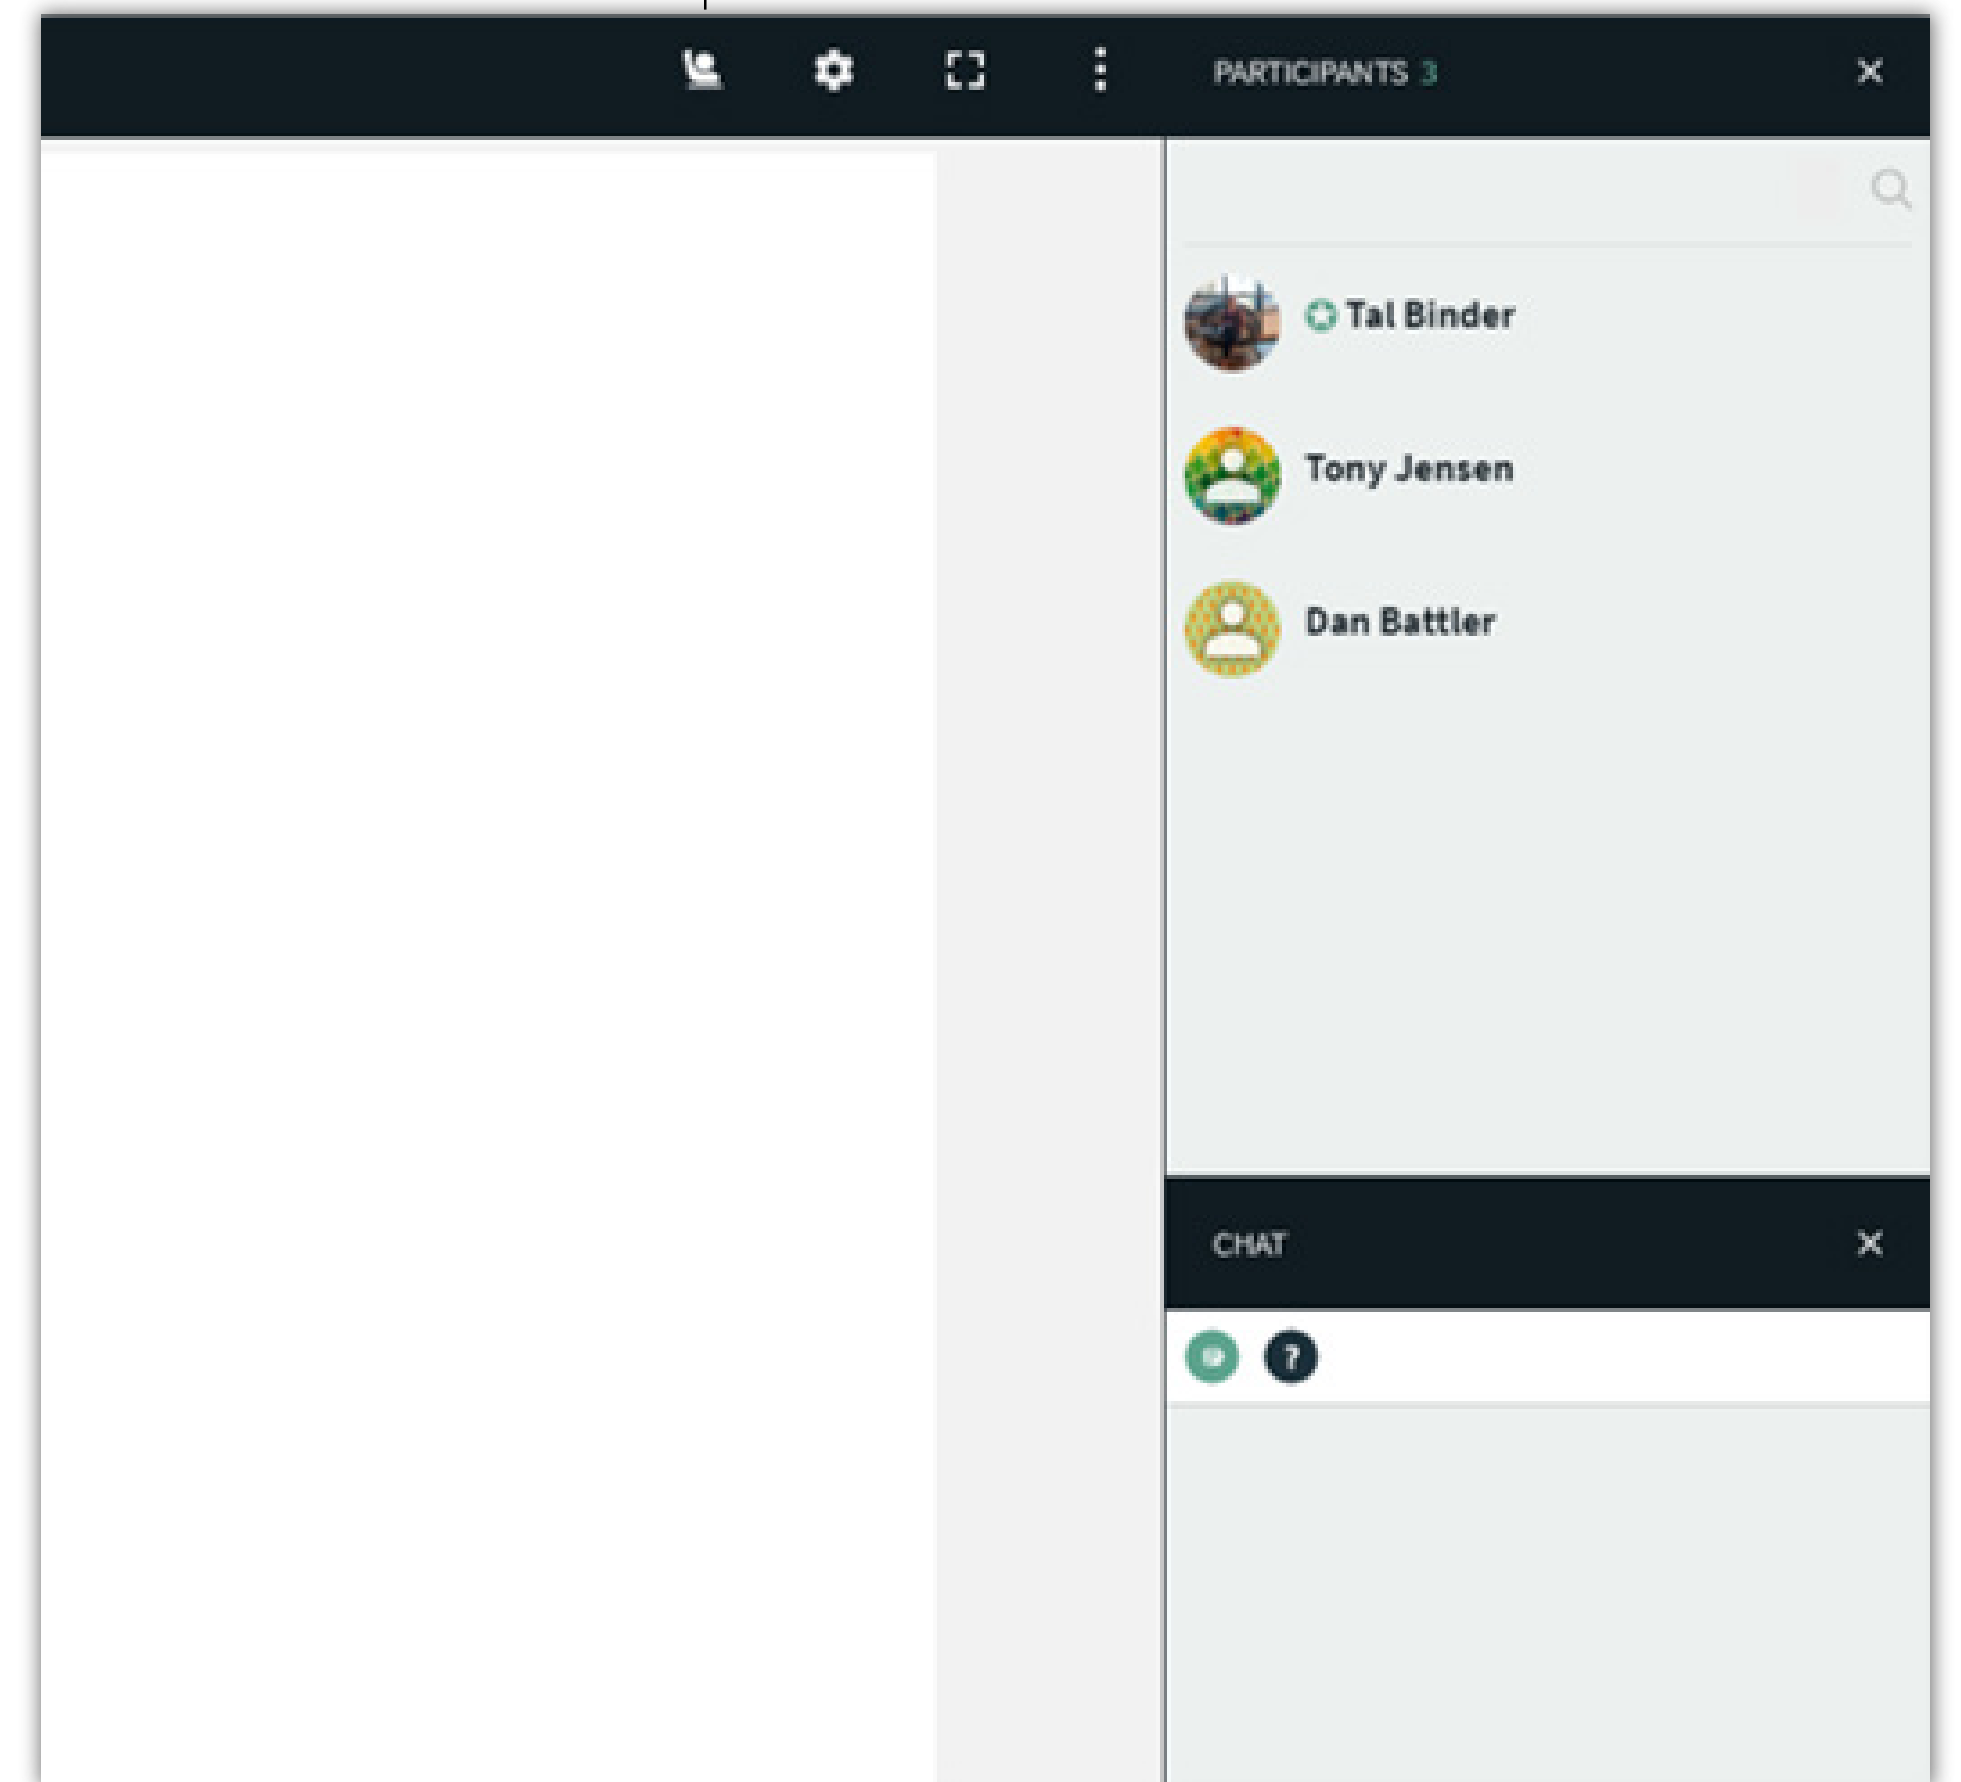 PARTICIPANTS 3
Tal Binder
Tony Jensen
Dan Battler
CHAT
?